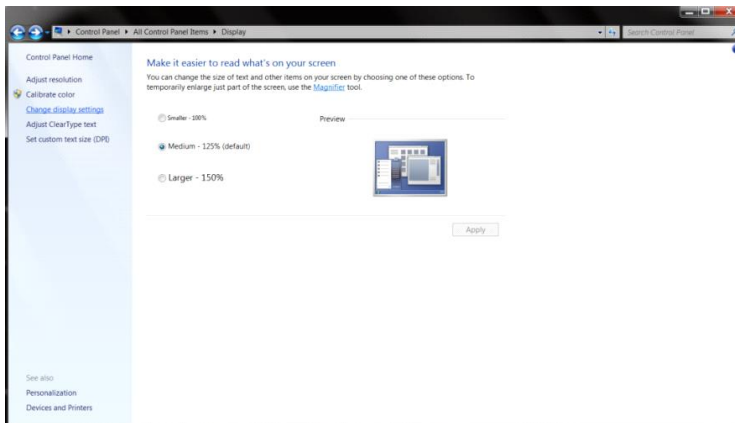 Control Panel ▸ All Control Panel Items ▸ Display
Search Control Panel
Control Panel Home
Adjust resolution
Calibrate color
Change display settings
Adjust ClearType text
Set custom text size (DPI)
Make it easier to read what's on your screen
You can change the size of text and other items on your screen by choosing one of these options. To
temporarily enlarge just part of the screen, use the Magnifier tool.
Smaller - 100%
Preview
Medium - 125% (default)
Larger - 150%
Apply
See also
Personalization
Devices and Printers